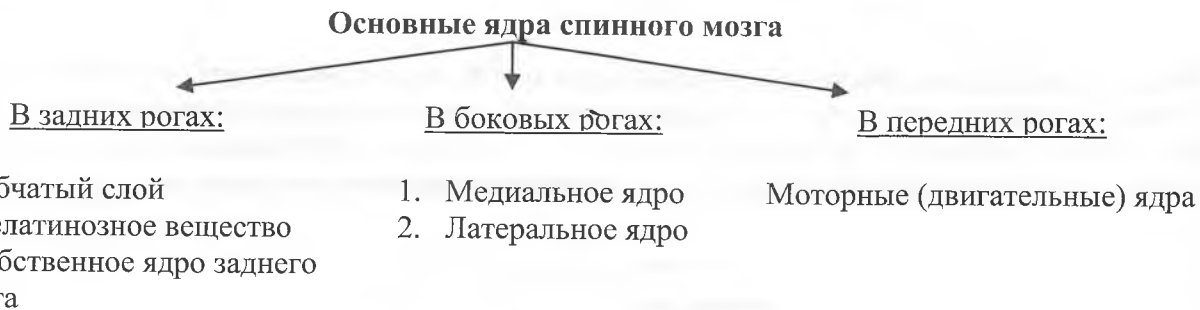 Основные ядра спинного мозга
В задних рогах:
бчатый слой
елатинозное вещество
бственное ядро заднего
га
В боковых рогах:
1. Медиальное ядро
2. Латеральное ядро
В передних рогах:
Моторные (двигательные) ядра